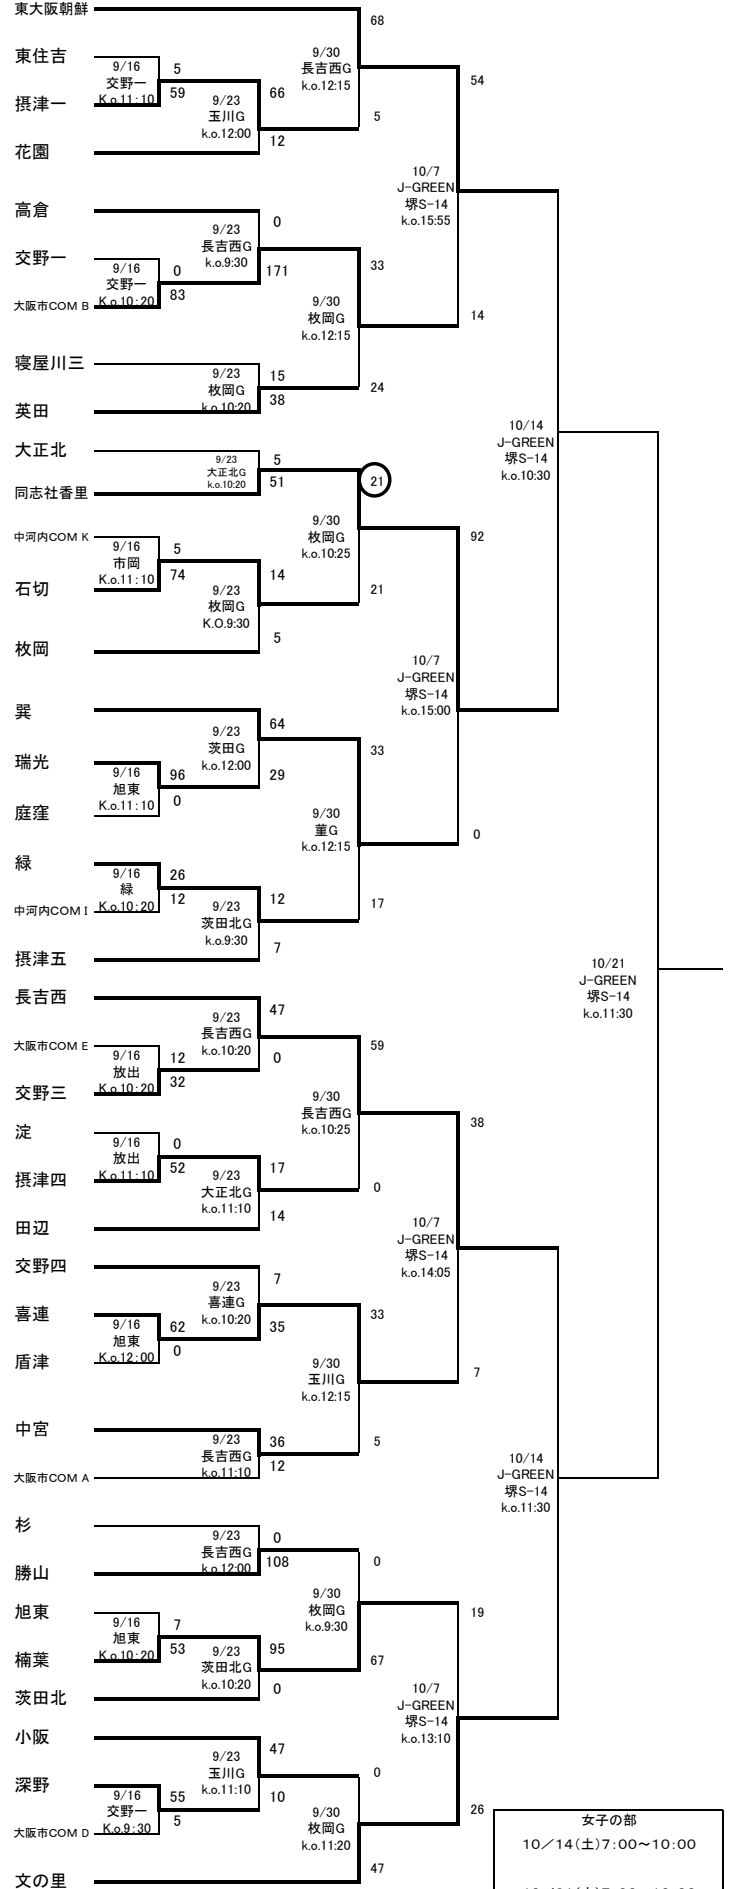 東大阪朝鮮
68
9/30
長吉西G
k.o.12:15
東住吉
9/16
交野一
K.o.11:10
5
59
摂津一
9/23
玉川G
k.o.12:00
66
12
5
54
花園
10/7
J-GREEN
堺S-14
k.o.15:55
高倉
9/23
長吉西G
k.o.9:30
0
171
交野一
9/16
交野一
K.o.10:20
0
83
大阪市COM B
33
9/30
枚岡G
k.o.12:15
14
寝屋川三
9/23
枚岡G
k.o.10:20
15
38
24
英田
10/14
J-GREEN
堺S-14
k.o.10:30
大正北
9/23
大正北G
k.o.10:20
5
51
21
同志社香里
9/30
枚岡G
k.o.10:25
92
中河内COM K
9/16
市岡
K.o.11:10
5
74
石切
9/23
枚岡G
K.O.9:30
14
5
21
枚岡
10/7
J-GREEN
堺S-14
k.o.15:00
巽
9/23
茨田G
k.o.12:00
64
29
33
瑞光
9/16
旭東
K.o.11:10
96
0
庭窪
9/30
菫G
k.o.12:15
0
緑
9/16
緑
K.o.10:20
26
12
中河内COM I
9/23
茨田北G
k.o.9:30
12
7
17
摂津五
10/21
J-GREEN
堺S-14
k.o.11:30
長吉西
9/23
長吉西G
k.o.10:20
47
0
59
大阪市COM E
9/16
放出
K.o.10:20
12
32
交野三
9/30
長吉西G
k.o.10:25
38
淀
9/16
放出
K.o.11:10
0
52
摂津四
9/23
大正北G
k.o.11:10
17
14
0
田辺
10/7
J-GREEN
堺S-14
k.o.14:05
交野四
9/23
喜連G
k.o.10:20
7
35
33
喜連
9/16
旭東
K.o.12:00
62
0
盾津
9/30
玉川G
k.o.12:15
7
中宮
9/23
長吉西G
k.o.11:10
36
12
5
大阪市COM A
10/14
J-GREEN
堺S-14
k.o.11:30
杉
9/23
長吉西G
k.o.12:00
0
108
0
勝山
9/30
枚岡G
k.o.9:30
19
旭東
9/16
旭東
K.o.10:20
7
53
楠葉
9/23
茨田北G
k.o.10:20
95
0
67
茨田北
10/7
J-GREEN
堺S-14
k.o.13:10
小阪
9/23
玉川G
k.o.11:10
47
10
0
深野
9/16
交野一
K.o.9:30
55
5
大阪市COM D
9/30
枚岡G
k.o.11:20
26
文の里
47
女子の部
10/14(土)7:00~10:00